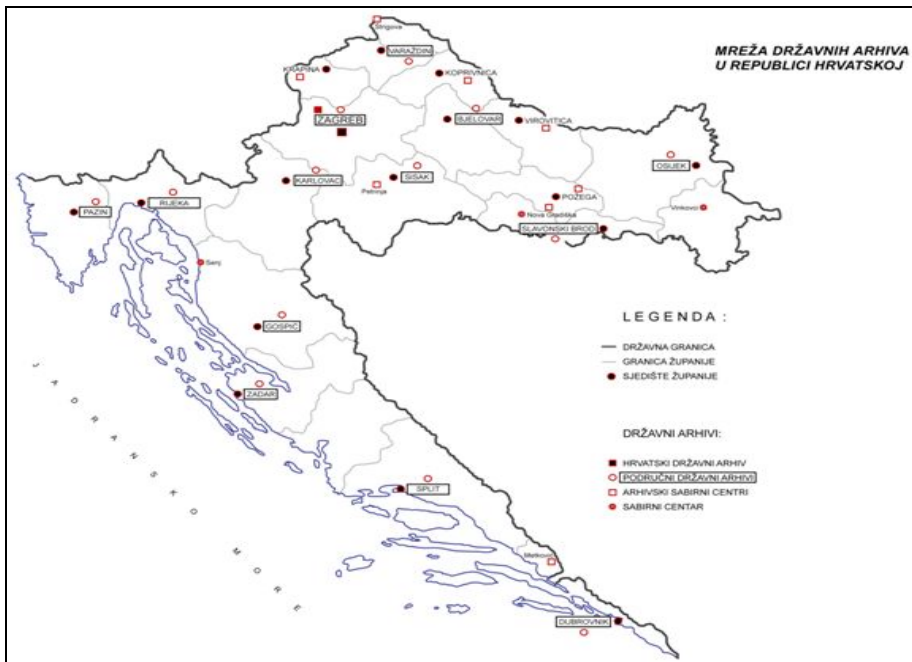 MREŽA DRŽAVNIH ARHIVA
U REPUBLICI HRVATSKOJ
Štrigova
VARAŽDIN
KRAPINA
KOPRIVNICA
ZAGREB
BJELOVAR
VIROVITICA
OSIJEK
KARLOVAC
SISAK
Petrinja
POŽEGA
Vinkovci
Nova Gradiška
SLAVONSKI BROD
PAZIN
RIJEKA
Senj
GOSPIĆ
ZADAR
SPLIT
Metković
DUBROVNIK
JADRANSKO MORE
LEGENDA :
DRŽAVNA GRANICA
GRANICA ŽUPANIJE
SJEDIŠTE ŽUPANIJE
DRŽAVNI ARHIVI:
HRVATSKI DRŽAVNI ARHIV
PODRUČNI DRŽAVNI ARHIVI
ARHIVSKI SABIRNI CENTRI
SABIRNI CENTAR